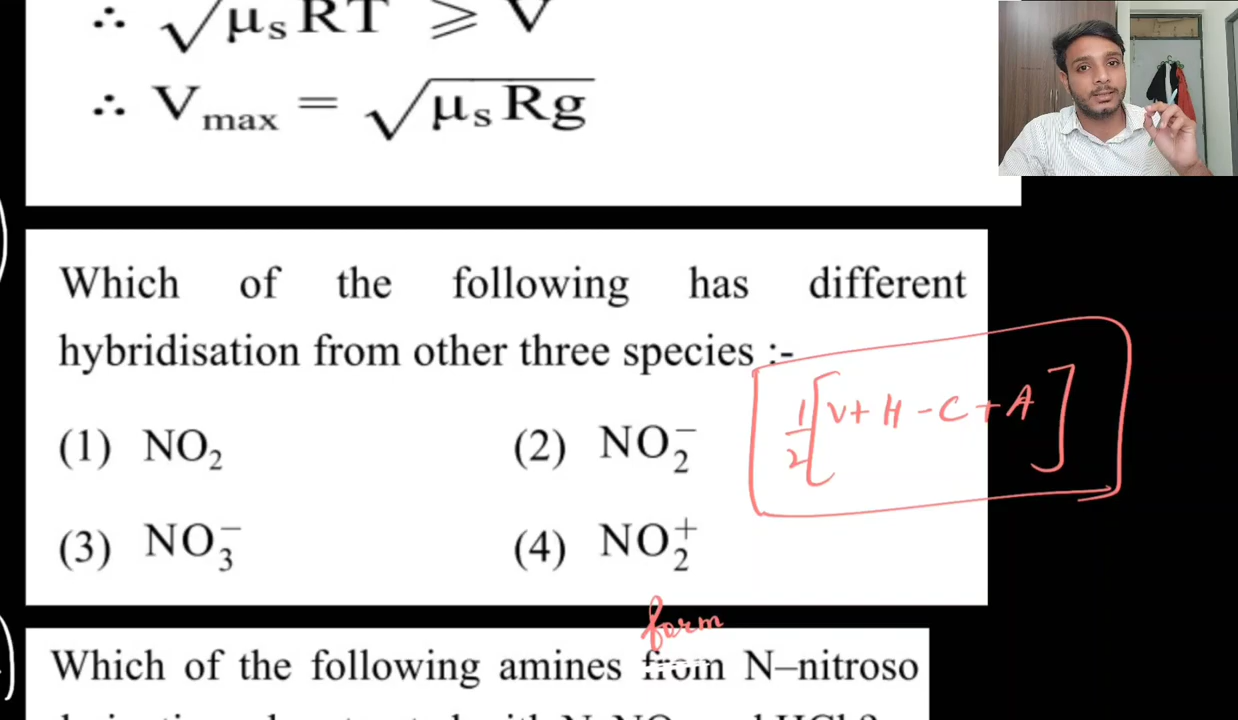 ∴ √μₛRT ⩾ V
∴ Vₘₐₓ = √μₛRg
Which of the following has different
hybridisation from other three species :-
½[V+H-C+A]
(1) NO₂ (2) NO₂⁻
(3) NO₃⁻ (4) NO₂⁺
form
Which of the following amines from N–nitroso